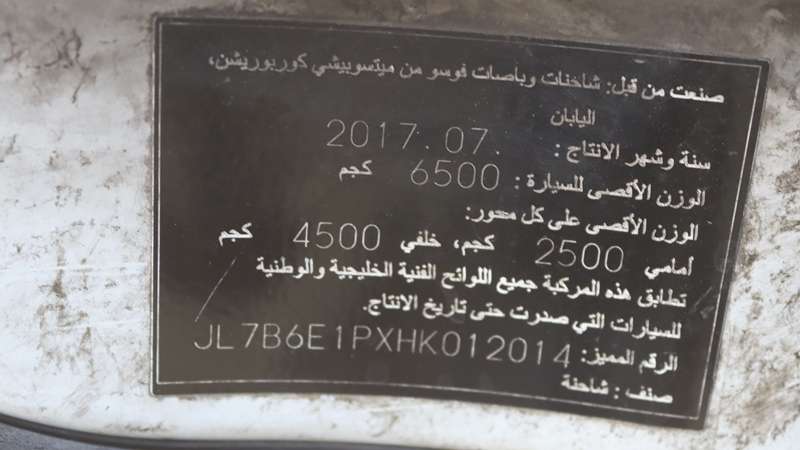 صنعت من قبل: شاخنات وباصات فوسو من ميتسوبيشي كوربوريشن،
اليابان
سنة وشهر الانتاج : 2017.07.
الوزن الأقصى للسيارة : 6500 كجم
الوزن الأقصى على كل محور:
أمامي 2500 كجم، خلفي 4500 كجم
تطابق هذه المركبة جميع اللوائح الفنية الخليجية والوطنية
للسيارات التي صدرت حتى تاريخ الانتاج.
الرقم المميز: JL7B6E1PXHK012014
صنف : شاحنة